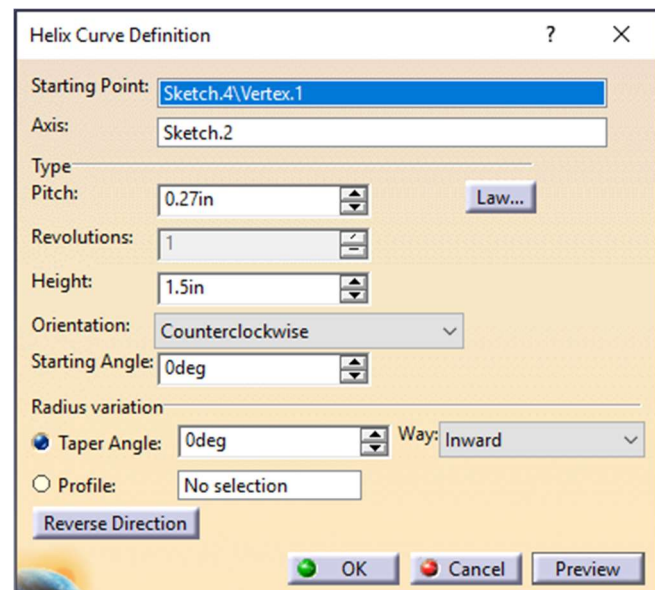 Helix Curve Definition ? ×
Starting Point: Sketch.4\Vertex.1
Axis: Sketch.2
Type
Pitch: 0.27in Law...
Revolutions: 1
Height: 1.5in
Orientation: Counterclockwise
Starting Angle: 0deg
Radius variation
Taper Angle: 0deg Way: Inward
Profile: No selection
Reverse Direction
OK Cancel Preview